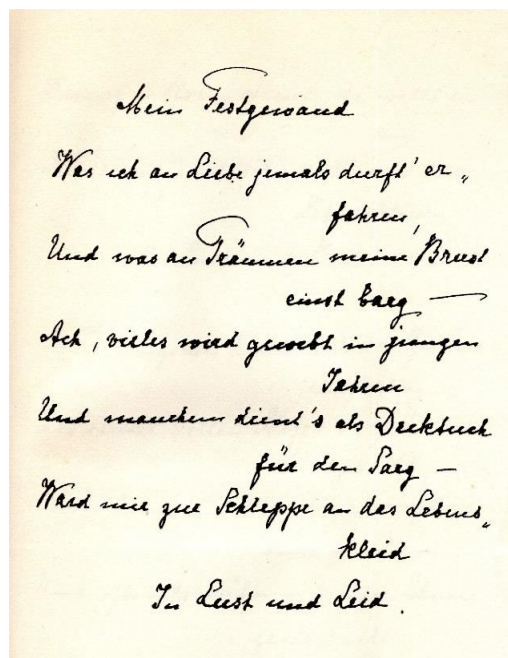 Mein Festgewand
Was ich an Liebe jemals durft' er„
fahren,
Und was an Träumen meine Brust
einst barg —
Ach, vieles wird gewebt in jungen
Jahren
Und manchem dient's als Decktuch
für den Sarg —
Ward mir zur Schleppe an das Lebens„
kleid
In Lust und Leid.